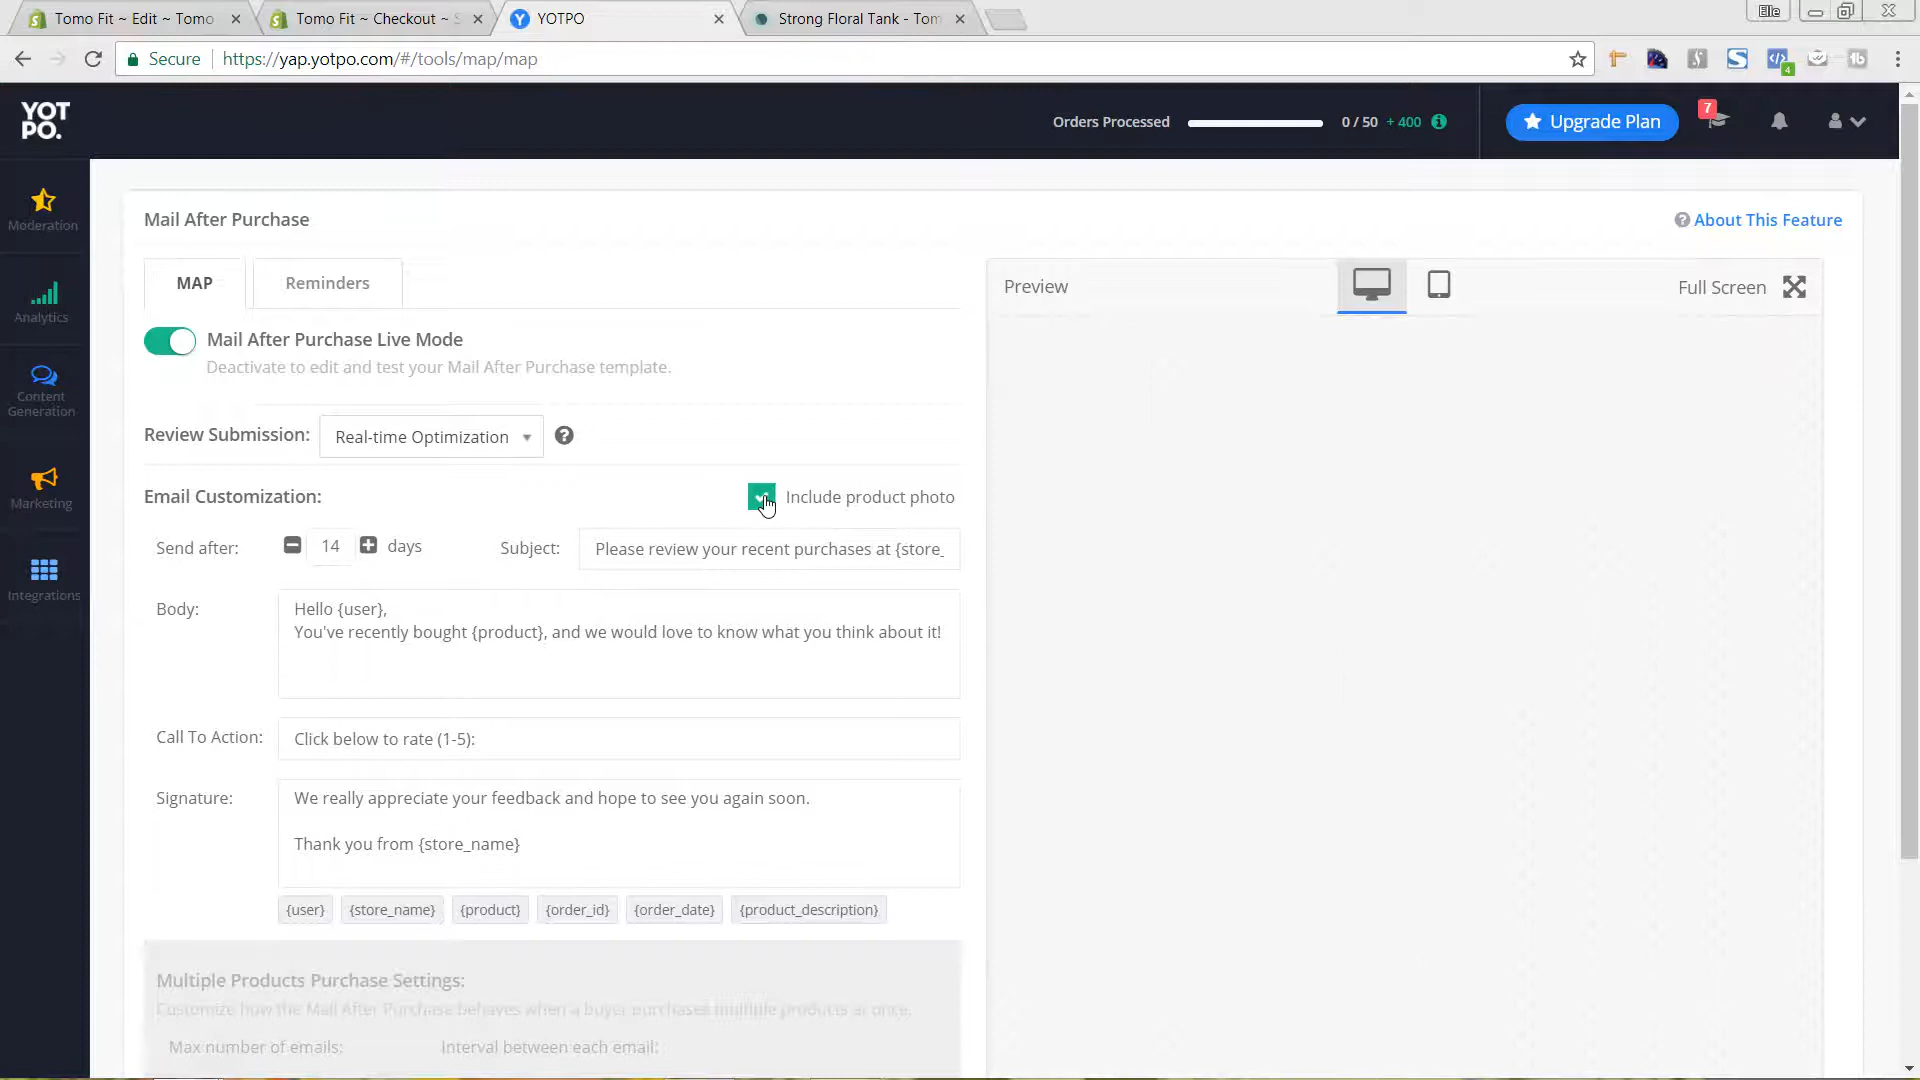 Tomo Fit ~ Edit ~ Tomo
Tomo Fit ~ Checkout ~ S
YOTPO
Strong Floral Tank - Tom
Elle
Secure
https://yap.yotpo.com/#/tools/map/map
4
YOT
PO.
Orders Processed
0 / 50 + 400
Upgrade Plan
7
Moderation
Analytics
Content
Generation
Marketing
Integrations
Mail After Purchase
About This Feature
MAP
Reminders
Mail After Purchase Live Mode
Deactivate to edit and test your Mail After Purchase template.
Review Submission:
Real-time Optimization
Email Customization:
Include product photo
Send after:
14
days
Subject:
Please review your recent purchases at {store_
Body:
Hello {user},
You've recently bought {product}, and we would love to know what you think about it!
Call To Action:
Click below to rate (1-5):
Signature:
We really appreciate your feedback and hope to see you again soon.
Thank you from {store_name}
{user}
{store_name}
{product}
{order_id}
{order_date}
{product_description}
Multiple Products Purchase Settings:
Customize how the Mail After Purchase behaves when a buyer purchases multiple products at once.
Max number of emails:
Interval between each email:
Preview
Full Screen